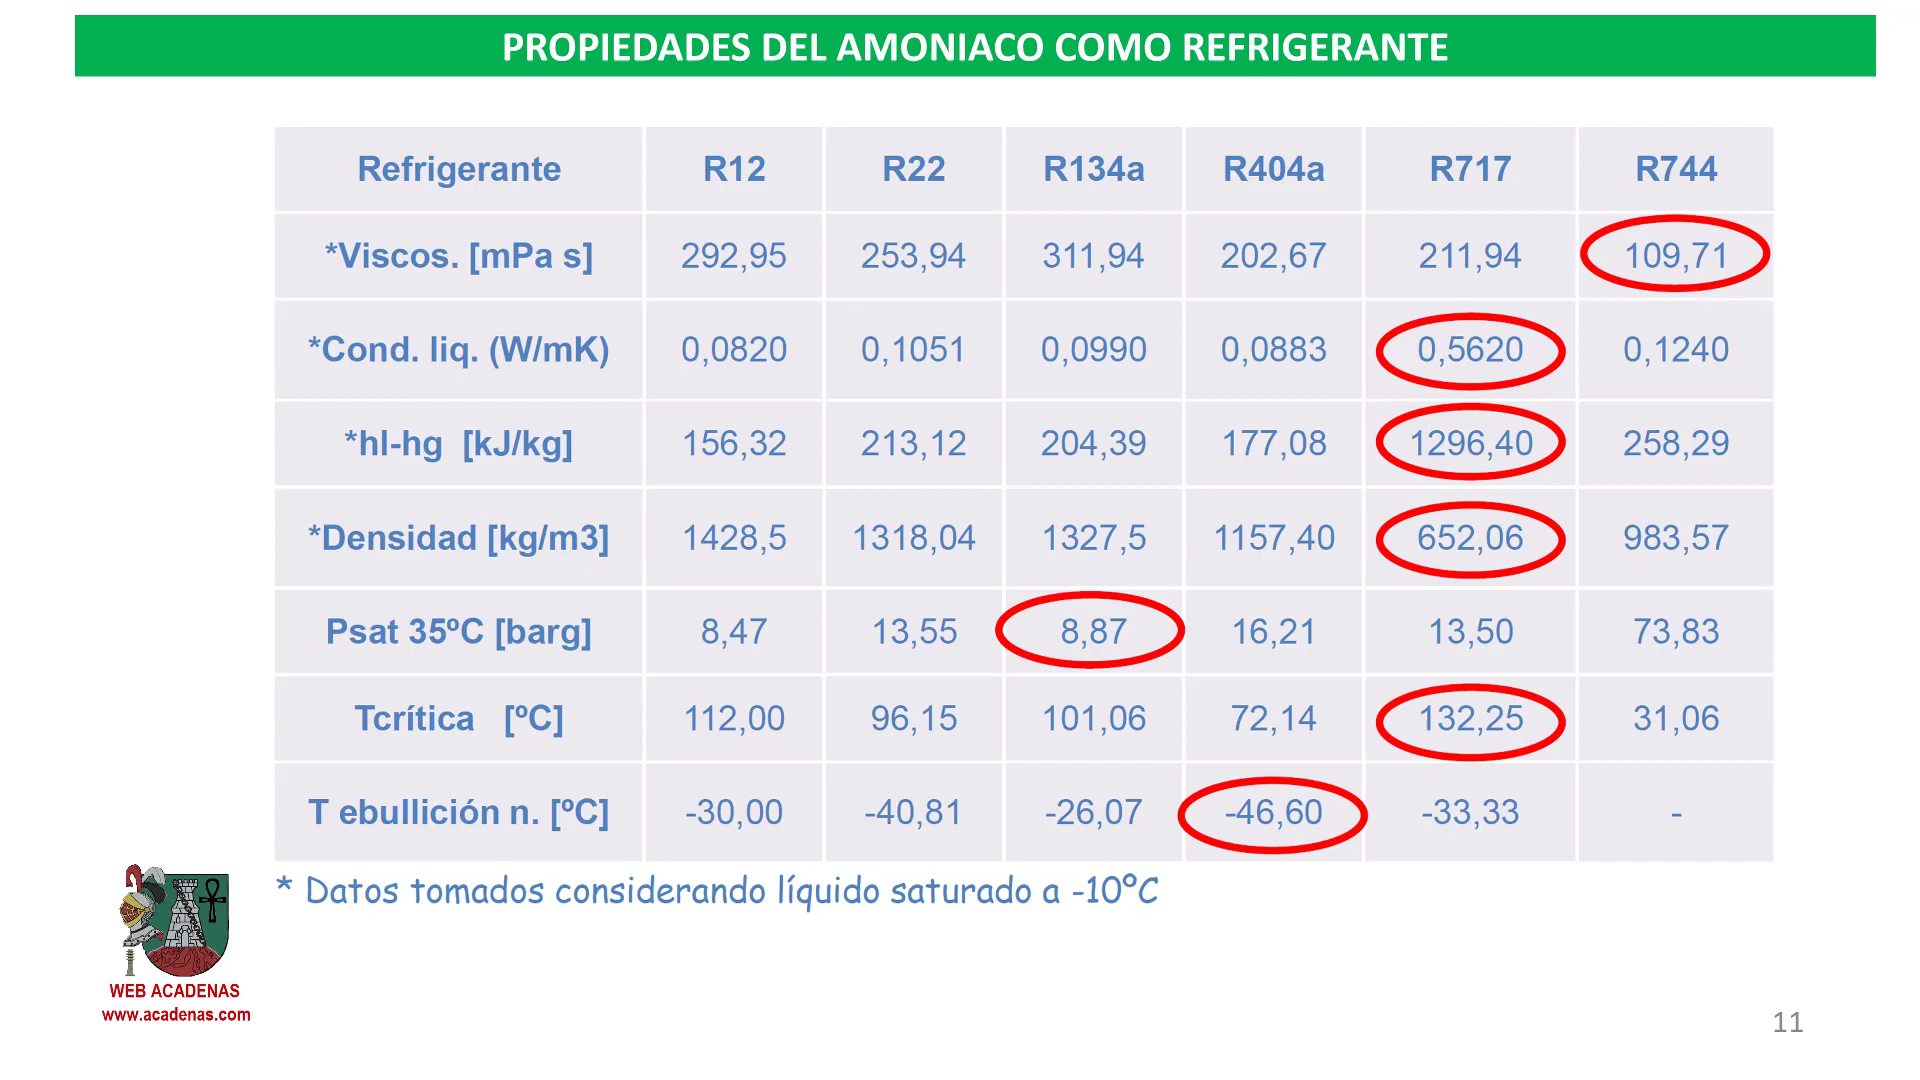 PROPIEDADES DEL AMONIACO COMO REFRIGERANTE
Refrigerante R12 R22 R134a R404a R717 R744
*Viscos. [mPa s] 292,95 253,94 311,94 202,67 211,94 109,71
*Cond. liq. (W/mK) 0,0820 0,1051 0,0990 0,0883 0,5620 0,1240
*hl-hg [kJ/kg] 156,32 213,12 204,39 177,08 1296,40 258,29
*Densidad [kg/m3] 1428,5 1318,04 1327,5 1157,40 652,06 983,57
Psat 35ºC [barg] 8,47 13,55 8,87 16,21 13,50 73,83
Tcrítica [ºC] 112,00 96,15 101,06 72,14 132,25 31,06
T ebullición n. [ºC] -30,00 -40,81 -26,07 -46,60 -33,33 -
* Datos tomados considerando líquido saturado a -10ºC
WEB ACADENAS
www.acadenas.com
11